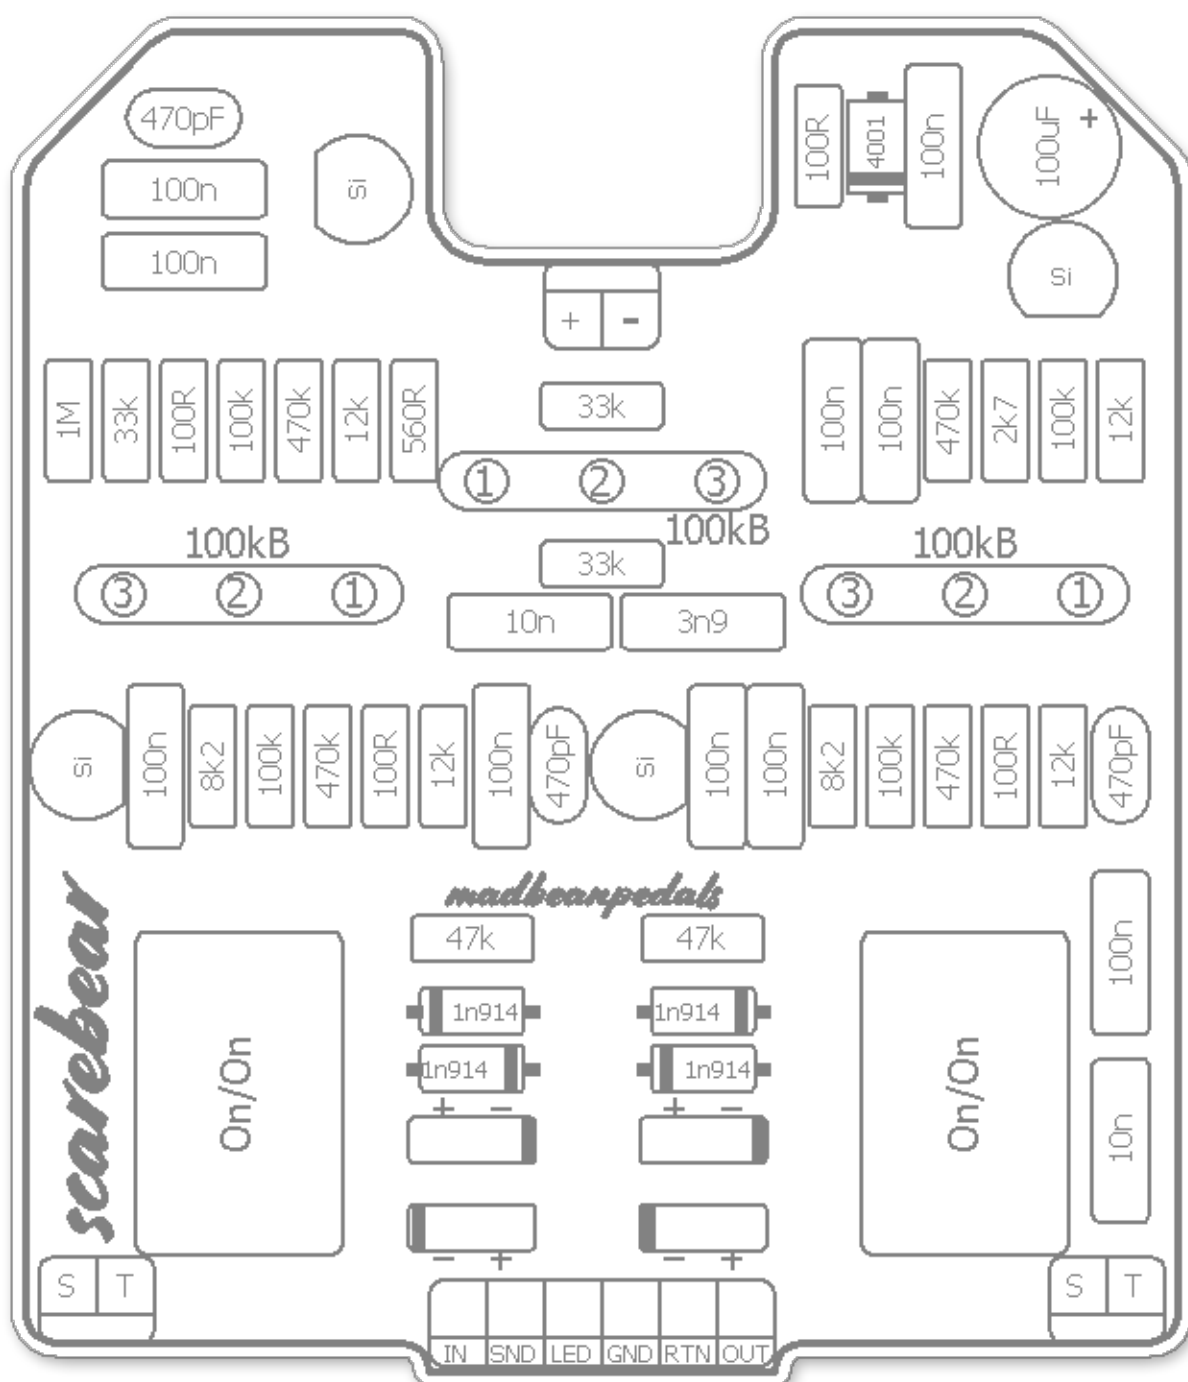 470pF
100n
100n
Si
100R
4001
100n
100uF
+
Si
+ -
1M 33k 100R 100k 470k 12k 560R
33k
100n 100n 470k 2k7 100k 12k
1 2 3
100kB
100kB
3 2 1
33k
100kB
3 2 1
10n 3n9
Si 100n 8k2 100k 470k 100R 12k 100n 470pF
Si 100n 100n 8k2 100k 470k 100R 12k 470pF
madbeanpedals
scarebear
On/On
47k 47k
1n914 1n914
1n914 1n914
+ - + -
- + - +
On/On
100n
10n
S T
S T
IN SND LED GND RTN OUT